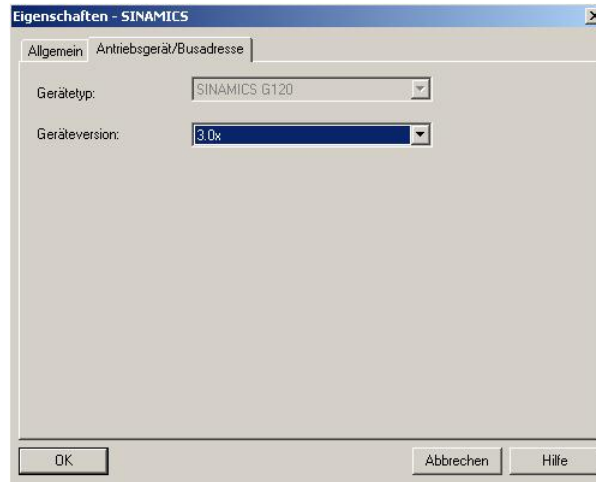 Eigenschaften - SINAMICS
Allgemein Antriebsgerät/Busadresse
Gerätetyp: SINAMICS G120
Geräteversion: 3.0x
OK Abbrechen Hilfe